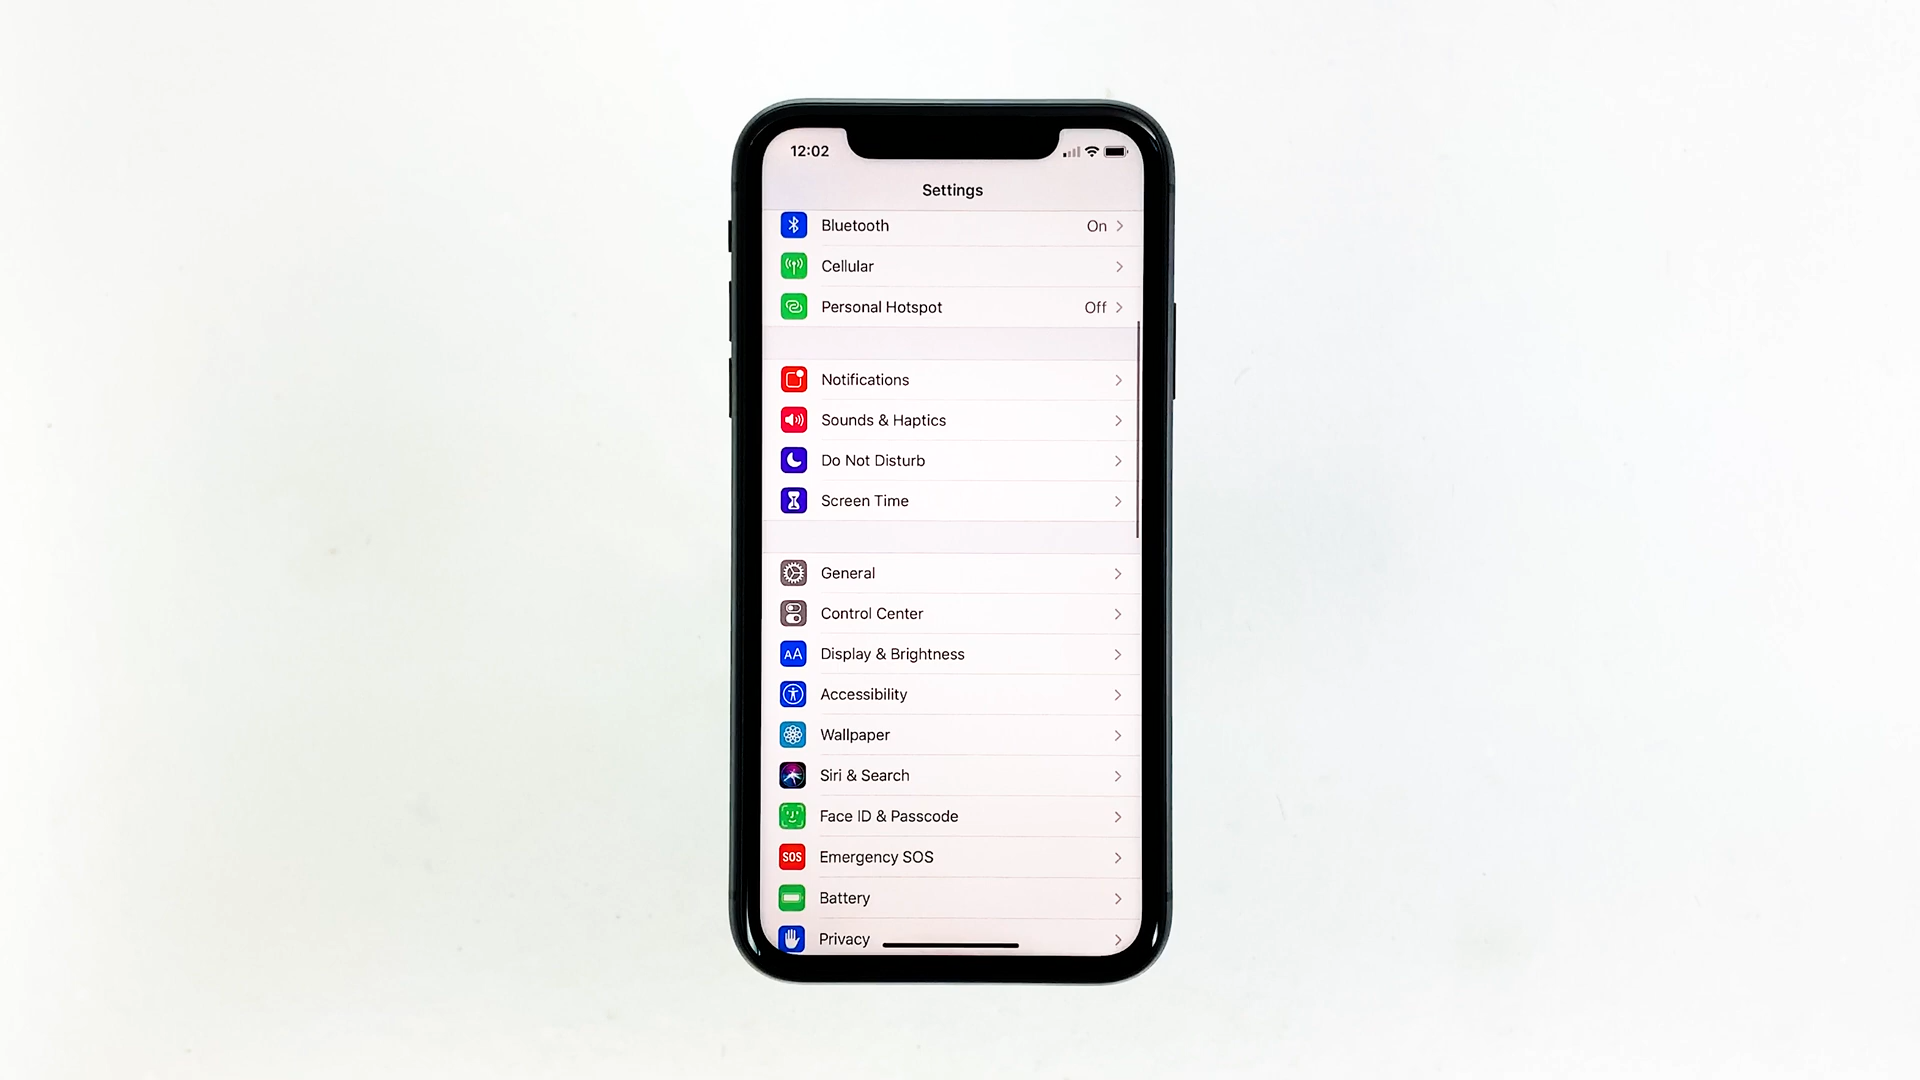 12:02
Settings
Bluetooth On
Cellular
Personal Hotspot Off
Notifications
Sounds & Haptics
Do Not Disturb
Screen Time
General
Control Center
AA Display & Brightness
Accessibility
Wallpaper
Siri & Search
Face ID & Passcode
SOS Emergency SOS
Battery
Privacy